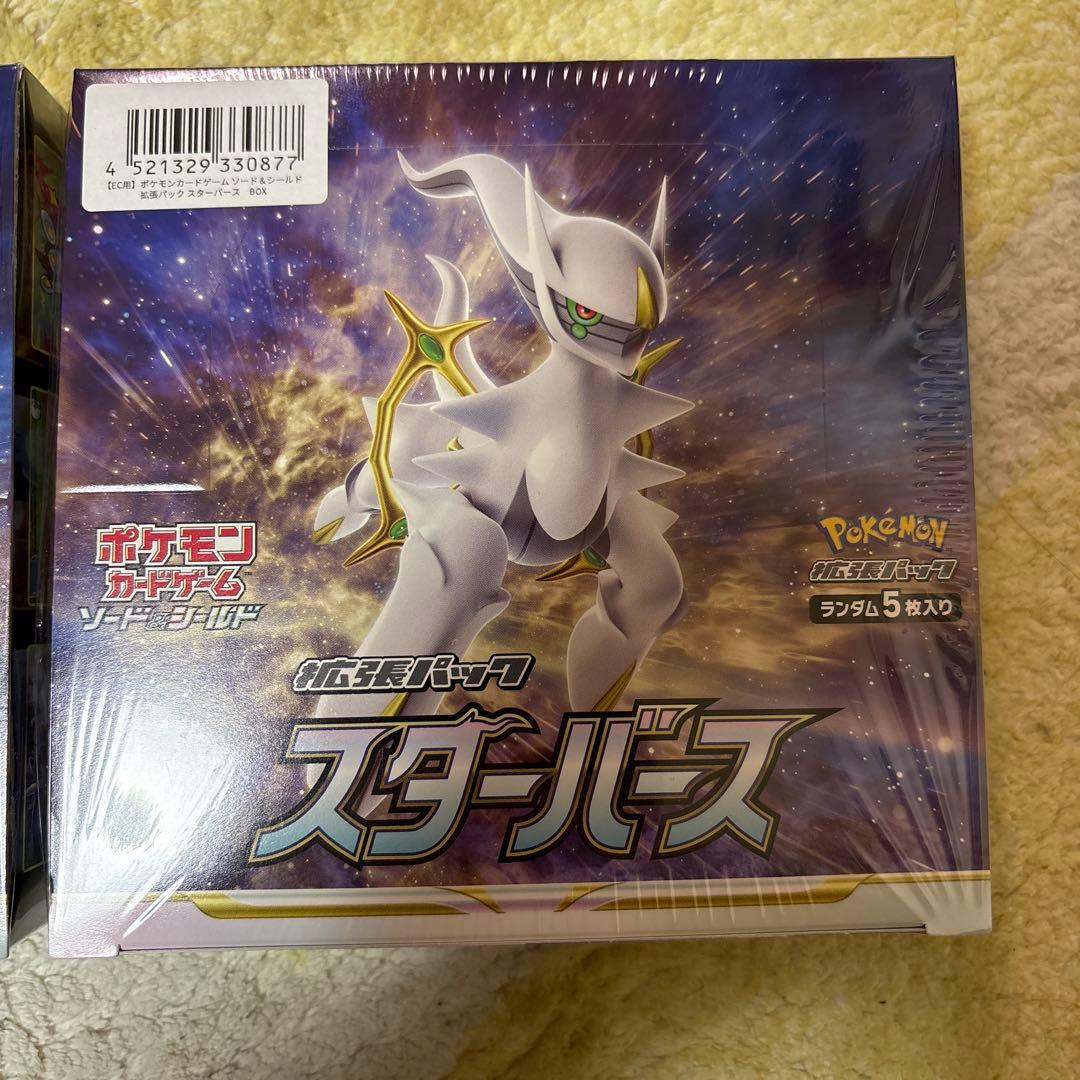 4 521329 330877
【EC用】ポケモンカードゲーム ソード＆シールド
拡張パック スターバース BOX
ポケモン
カードゲーム
ソード&シールド
POKéMON
拡張パック
ランダム5枚入り
拡張パック
スターバース